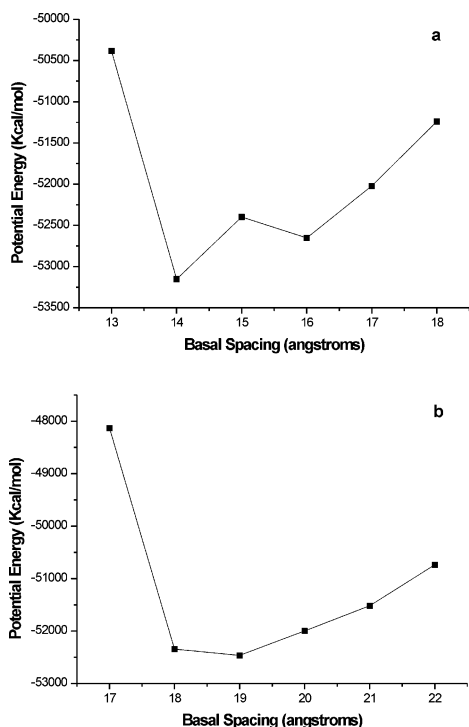 a
-50000
-50500
-51000
-51500
-52000
-52500
-53000
-53500
Potential Energy (Kcal/mol)
13 14 15 16 17 18
Basal Spacing (angstroms)
b
-48000
-49000
-50000
-51000
-52000
-53000
Potential Energy (Kcal/mol)
17 18 19 20 21 22
Basal Spacing (angstroms)